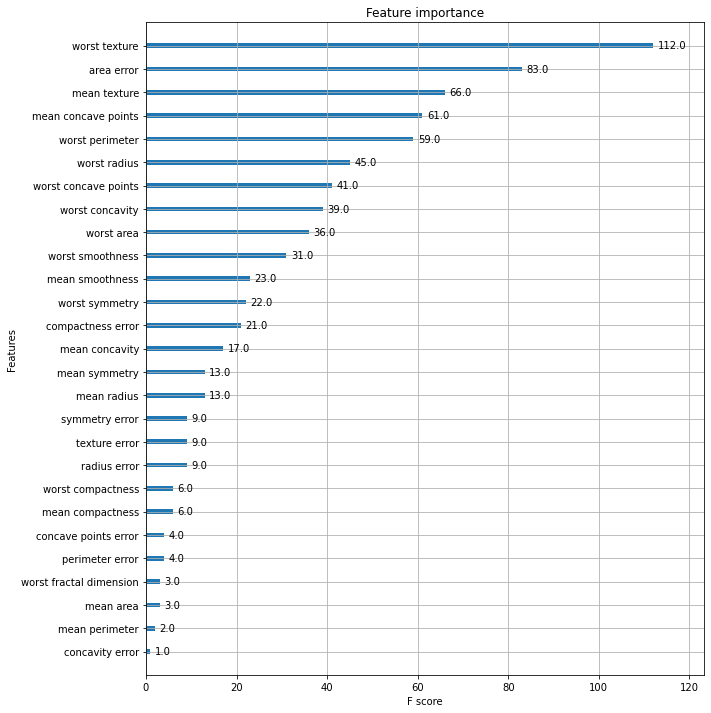 Feature importance
worst texture 112.0
area error 83.0
mean texture 66.0
mean concave points 61.0
worst perimeter 59.0
worst radius 45.0
worst concave points 41.0
worst concavity 39.0
worst area 36.0
worst smoothness 31.0
mean smoothness 23.0
worst symmetry 22.0
compactness error 21.0
mean concavity 17.0
mean symmetry 13.0
mean radius 13.0
symmetry error 9.0
texture error 9.0
radius error 9.0
worst compactness 6.0
mean compactness 6.0
concave points error 4.0
perimeter error 4.0
worst fractal dimension 3.0
mean area 3.0
mean perimeter 2.0
concavity error 1.0
Features
0 20 40 60 80 100 120
F score